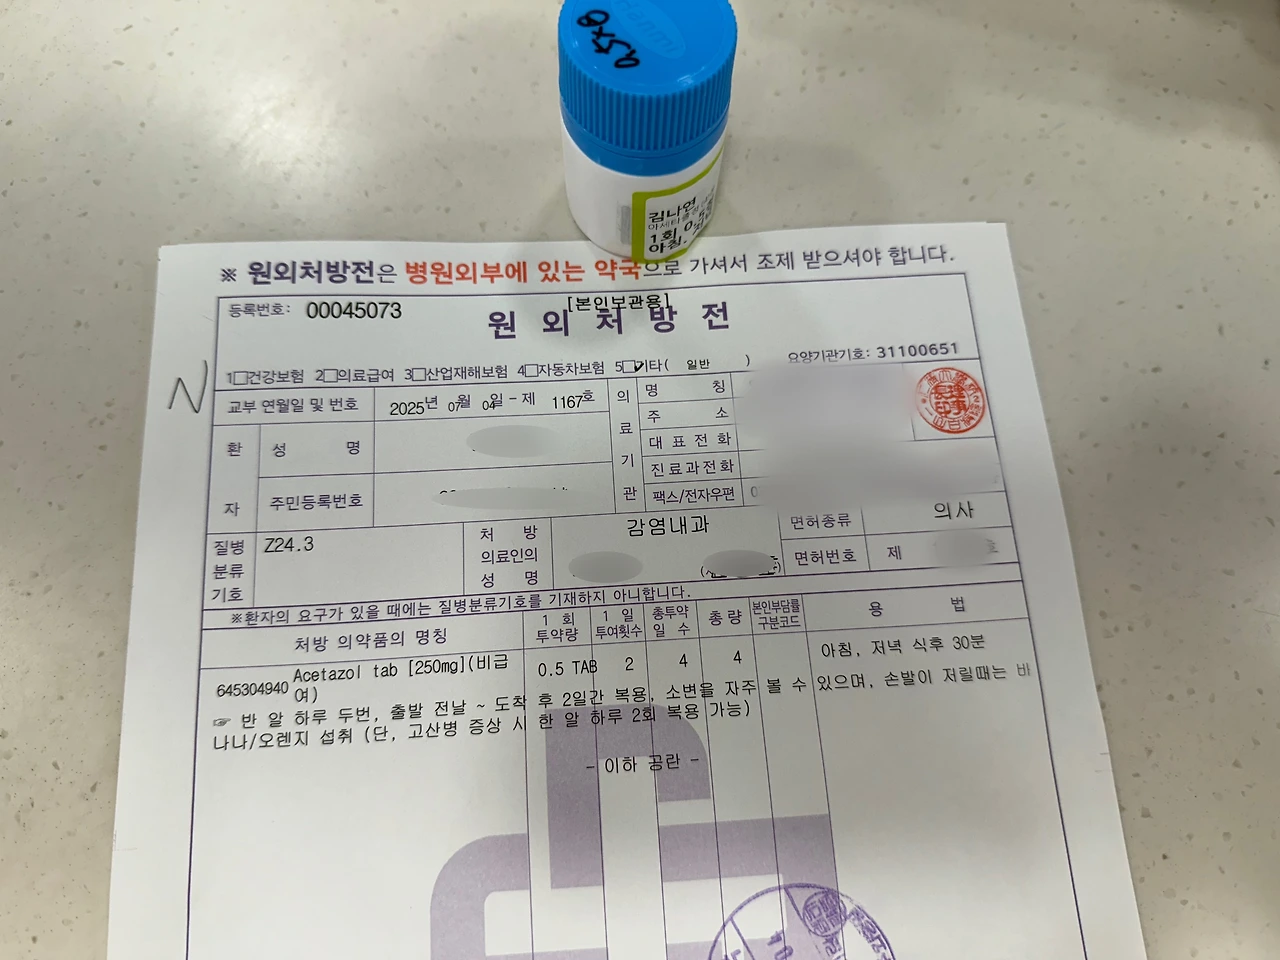 0.5x8
김나연
1회 0.
아침,
※ 원외처방전은 병원외부에 있는 약국으로 가셔서 조제 받으셔야 합니다.
등록번호: 00045073
[본인보관용]
원 외 처 방 전
N
1□건강보험 2□의료급여 3□산업재해보험 4□자동차보험 5☑기타( 일반 ) 요양기관기호: 31100651
교부 연월일 및 번호 2025년 07월 04일 - 제 1167호
의료기관
명 칭
주 소
대표전화
진료과전화
팩스/전자우편 0
환자
성 명
주민등록번호
질병분류기호 Z24.3
처 방 의료인의 성 명
감염내과
면허종류 의사
면허번호 제 호
※환자의 요구가 있을 때에는 질병분류기호를 기재하지 아니합니다.
처방 의약품의 명칭 1 회 투약량 1 일 투여횟수 총투약 일 수 총 량 본인부담률 구분코드 용 법
645304940 Acetazol tab [250mg](비급여) 0.5 TAB 2 4 4 아침, 저녁 식후 30분
☞ 반 알 하루 두번, 출발 전날 ~ 도착 후 2일간 복용, 소변을 자주 볼 수 있으며, 손발이 저릴때는 바
나나/오렌지 섭취 (단, 고산병 증상 시 한 알 하루 2회 복용 가능)
- 이하 공란 -